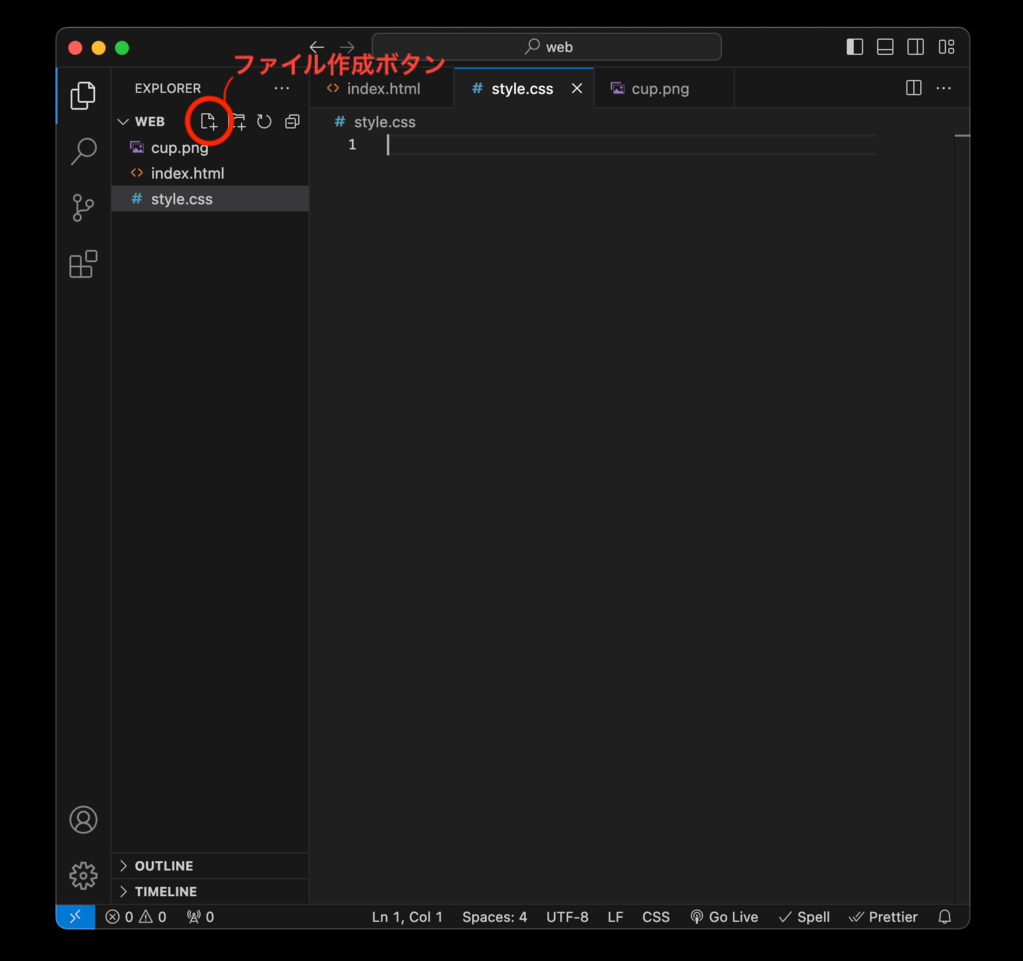 web
ファイル作成ボタン
EXPLORER
index.html
style.css
cup.png
WEB
# style.css
cup.png
1
index.html
# style.css
OUTLINE
TIMELINE
0 0 0 Ln 1, Col 1 Spaces: 4 UTF-8 LF CSS Go Live Spell Prettier